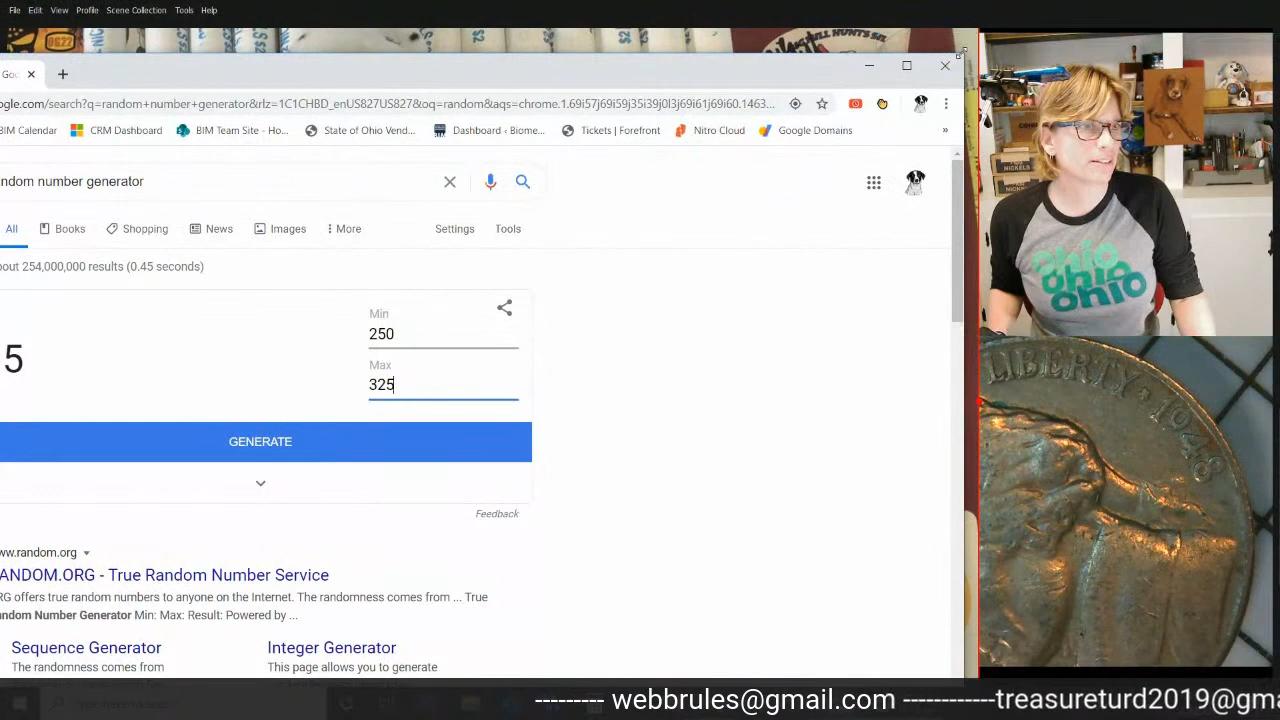 File Edit View Profile Scene Collection Tools Help
Goo
ogle.com/search?q=random+number+generator&rlz=1C1CHBD_enUS827US827&oq=random&aqs=chrome.1.69i57j69i59j35i39j0l3j69i61j69i60.1463...
BIM Calendar CRM Dashboard BIM Team Site - Ho... State of Ohio Vend... Dashboard ‹ Biome... Tickets | Forefront Nitro Cloud Google Domains »
ndom number generator
All Books Shopping News Images More Settings Tools
bout 254,000,000 results (0.45 seconds)
Min
250
5
Max
325
GENERATE
Feedback
ww.random.org
ANDOM.ORG - True Random Number Service
RG offers true random numbers to anyone on the Internet. The randomness comes from ... True
ndom Number Generator Min: Max: Result: Powered by ...
Sequence Generator Integer Generator
The randomness comes from This page allows you to generate
NICKELS
NICKELS
ohio
ohio
ohio
LIBERTY 1948
--------- webbrules@gmail.com ------------treasureturd2019@gma